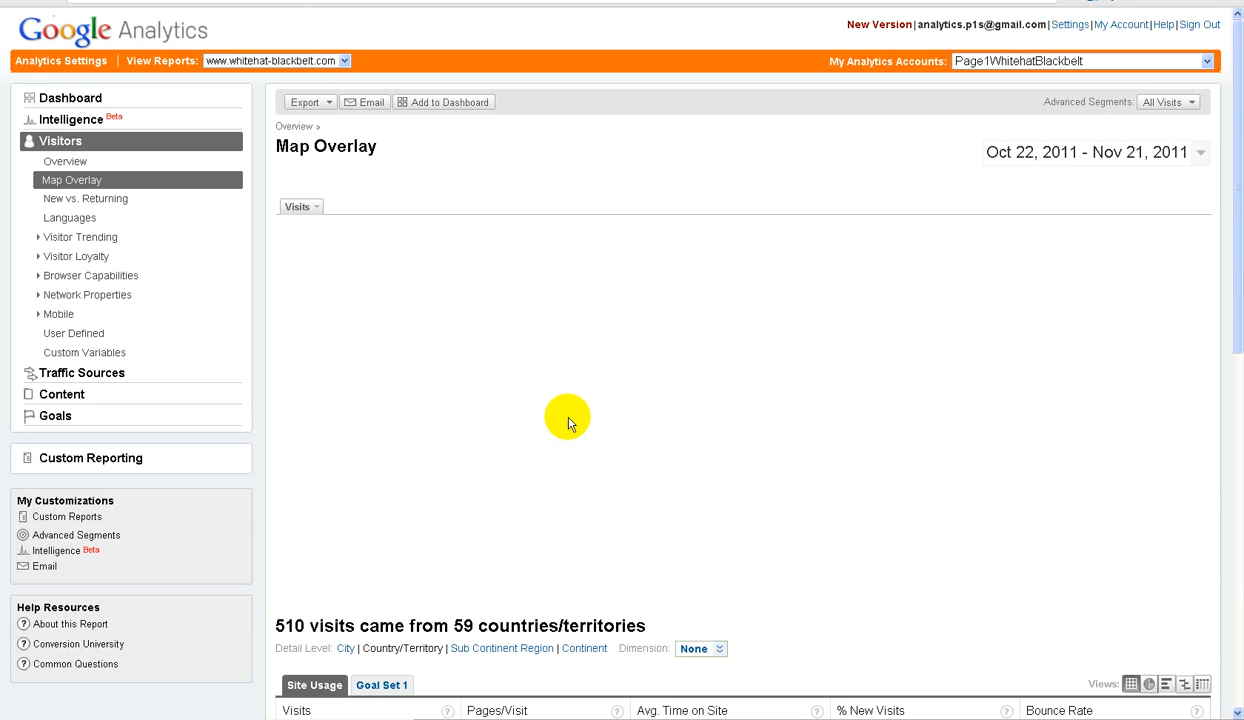 Google Analytics
New Version | analytics.p1s@gmail.com | Settings | My Account | Help | Sign Out
Analytics Settings | View Reports: www.whitehat-blackbelt.com My Analytics Accounts: Page1WhitehatBlackbelt
Dashboard
Intelligence Beta
Visitors
Overview
Map Overlay
New vs. Returning
Languages
Visitor Trending
Visitor Loyalty
Browser Capabilities
Network Properties
Mobile
User Defined
Custom Variables
Traffic Sources
Content
Goals
Custom Reporting
My Customizations
Custom Reports
Advanced Segments
Intelligence Beta
Email
Help Resources
About this Report
Conversion University
Common Questions
Export Email Add to Dashboard Advanced Segments: All Visits
Overview »
Map Overlay
Oct 22, 2011 - Nov 21, 2011
Visits
510 visits came from 59 countries/territories
Detail Level: City | Country/Territory | Sub Continent Region | Continent Dimension: None
Site Usage Goal Set 1 Views:
Visits ? Pages/Visit ? Avg. Time on Site ? % New Visits ? Bounce Rate ?